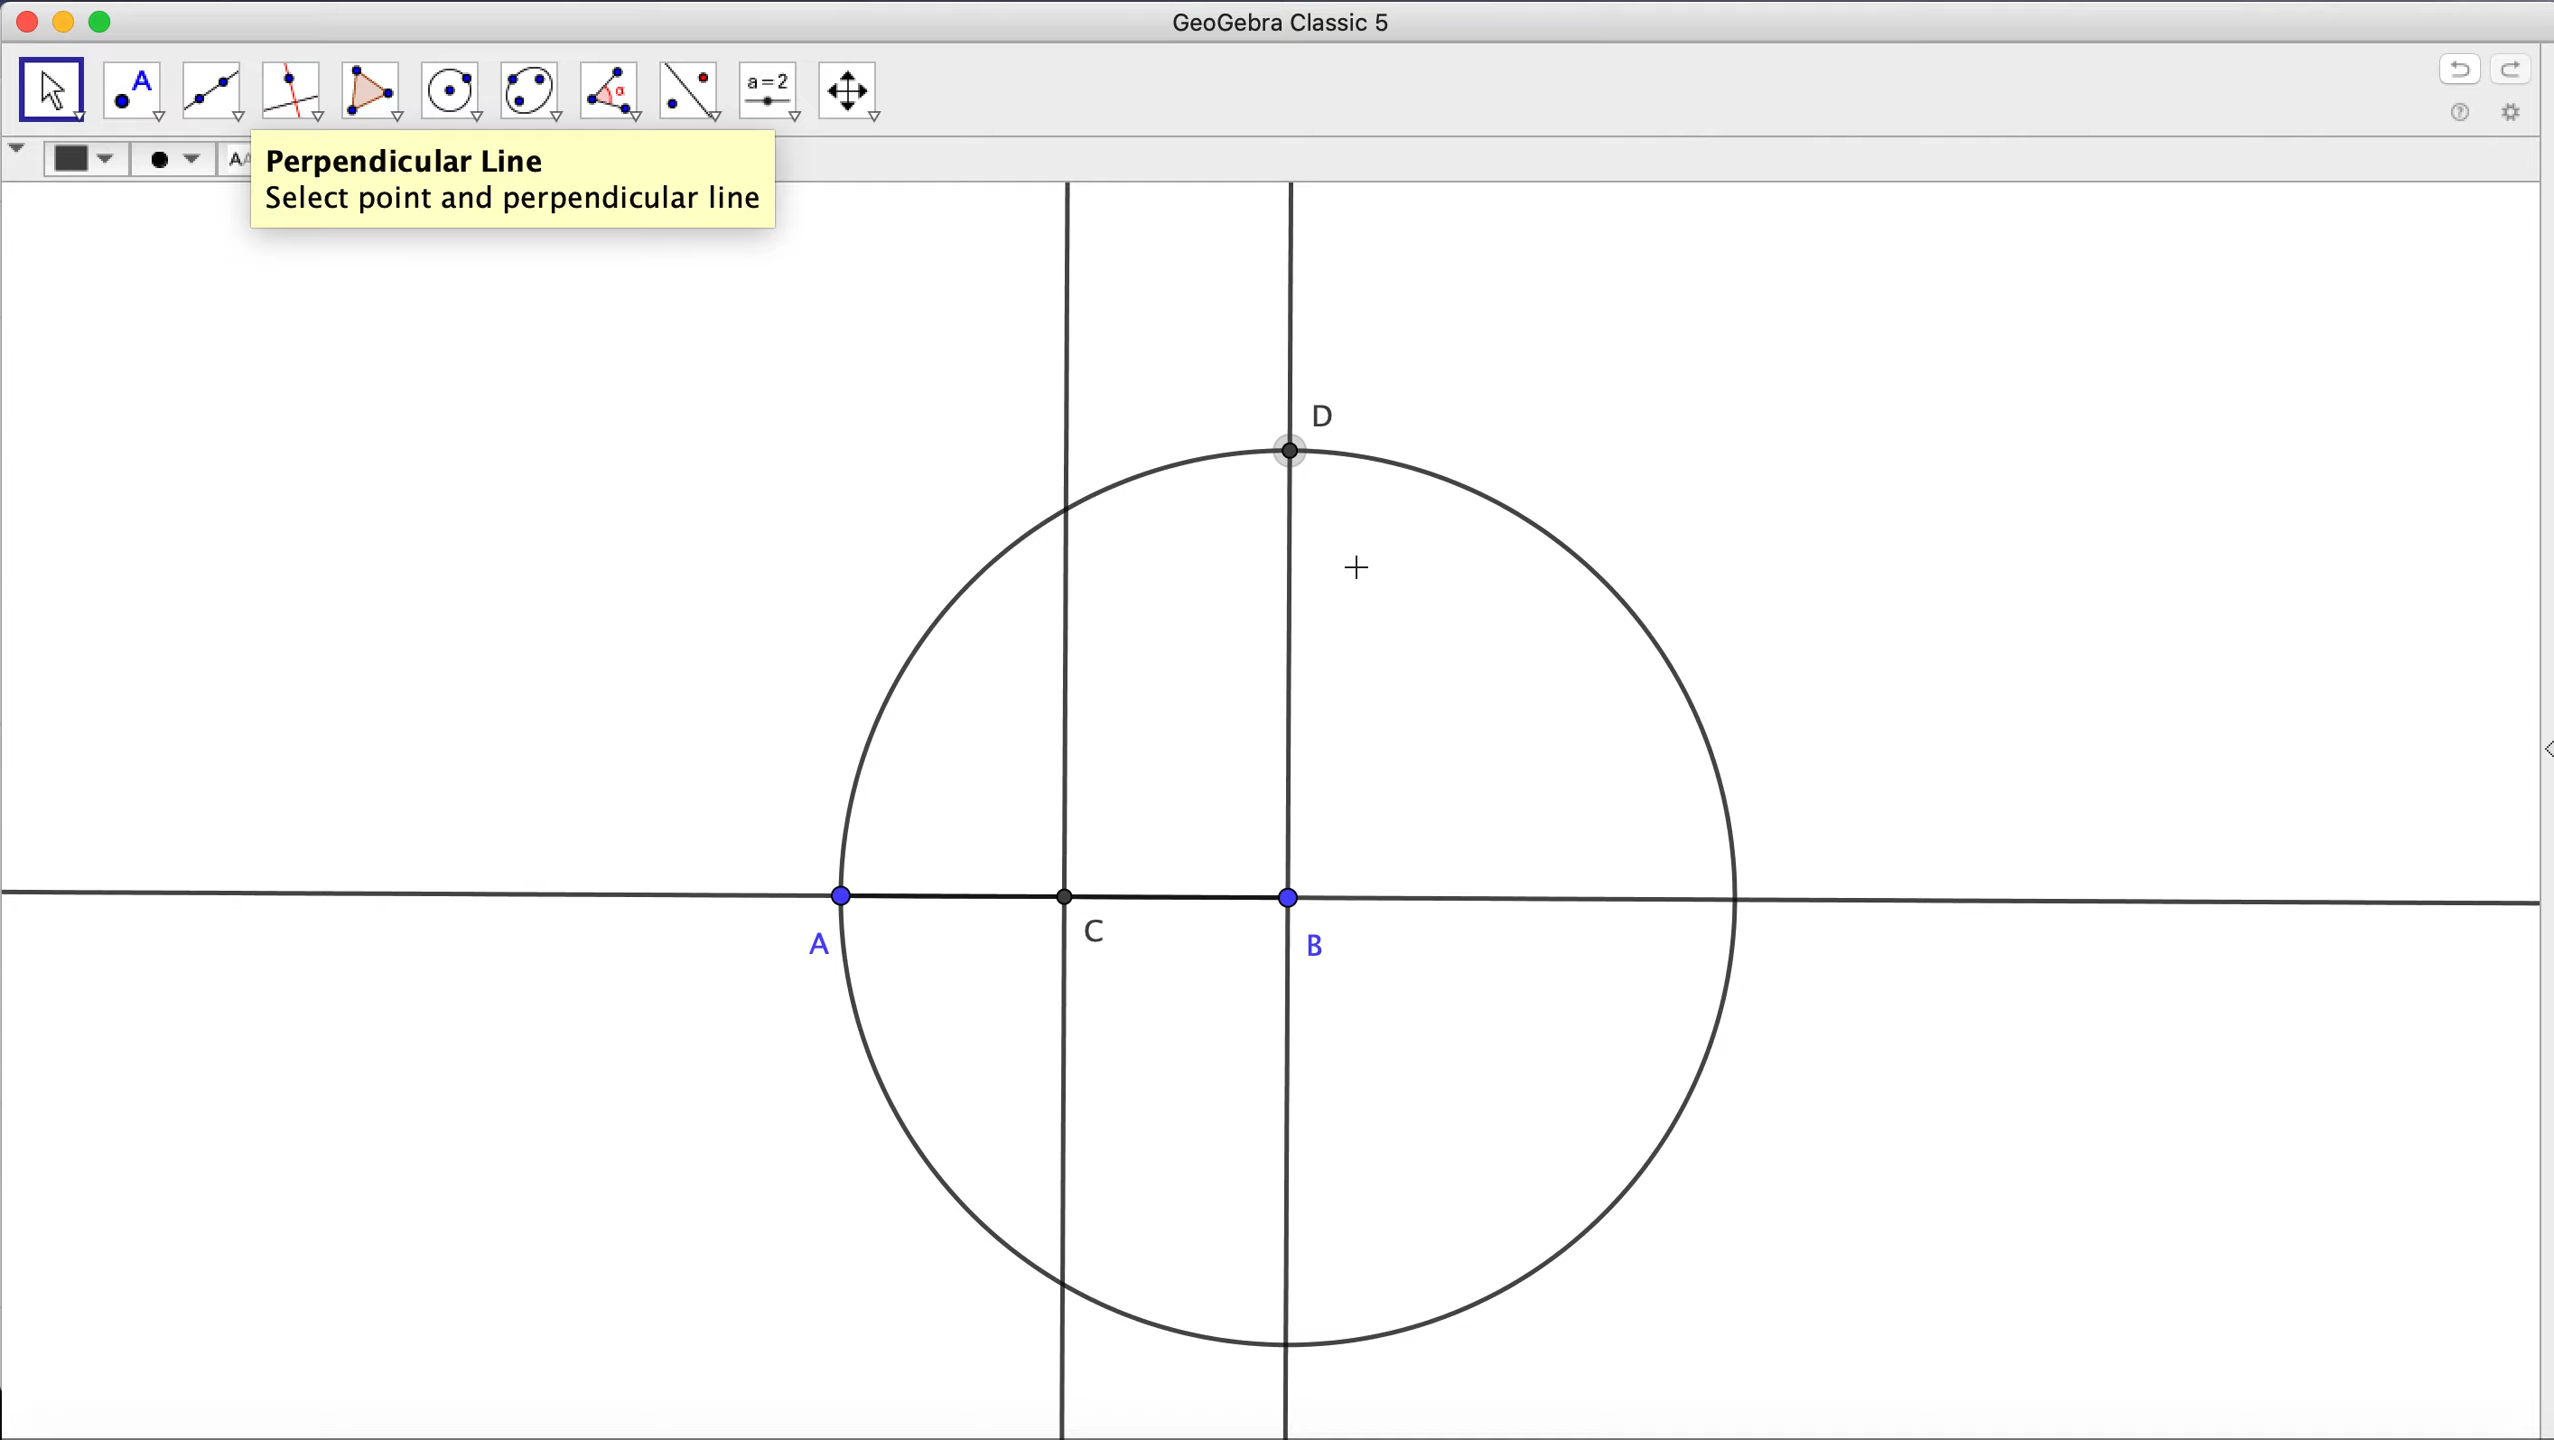 GeoGebra Classic 5
A
α
a=2
Perpendicular Line
Select point and perpendicular line
D
C
A
B